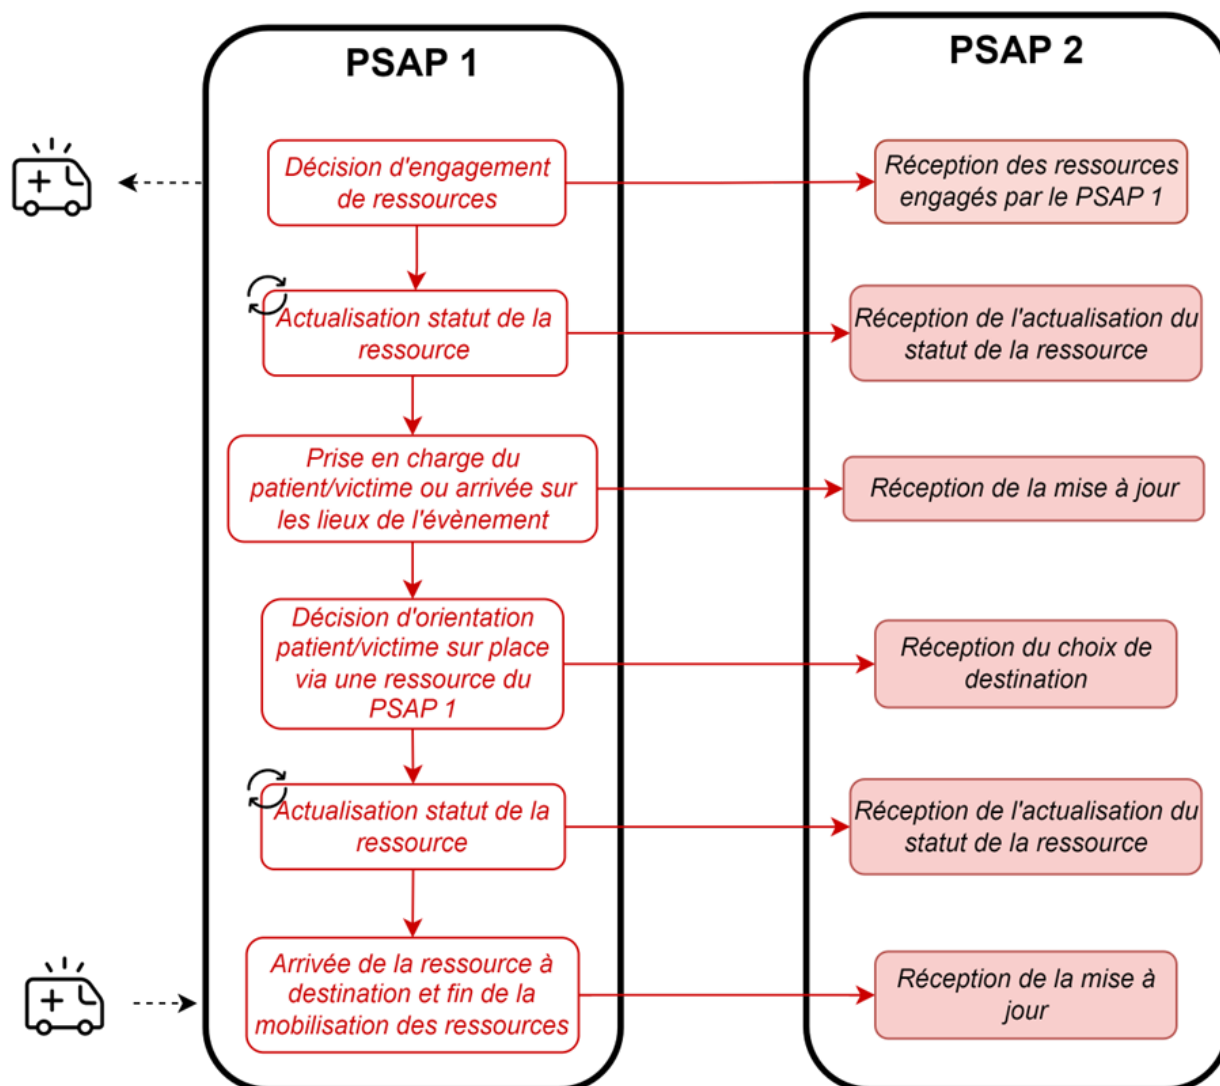 PSAP 1
PSAP 2
Décision d'engagement
de ressources
Réception des ressources
engagés par le PSAP 1
Actualisation statut de la
ressource
Réception de l'actualisation du
statut de la ressource
Prise en charge du
patient/victime ou arrivée sur
les lieux de l'évènement
Réception de la mise à jour
Décision d'orientation
patient/victime sur place
via une ressource du
PSAP 1
Réception du choix de
destination
Actualisation statut de la
ressource
Réception de l'actualisation du
statut de la ressource
Arrivée de la ressource à
destination et fin de la
mobilisation des ressources
Réception de la mise à
jour